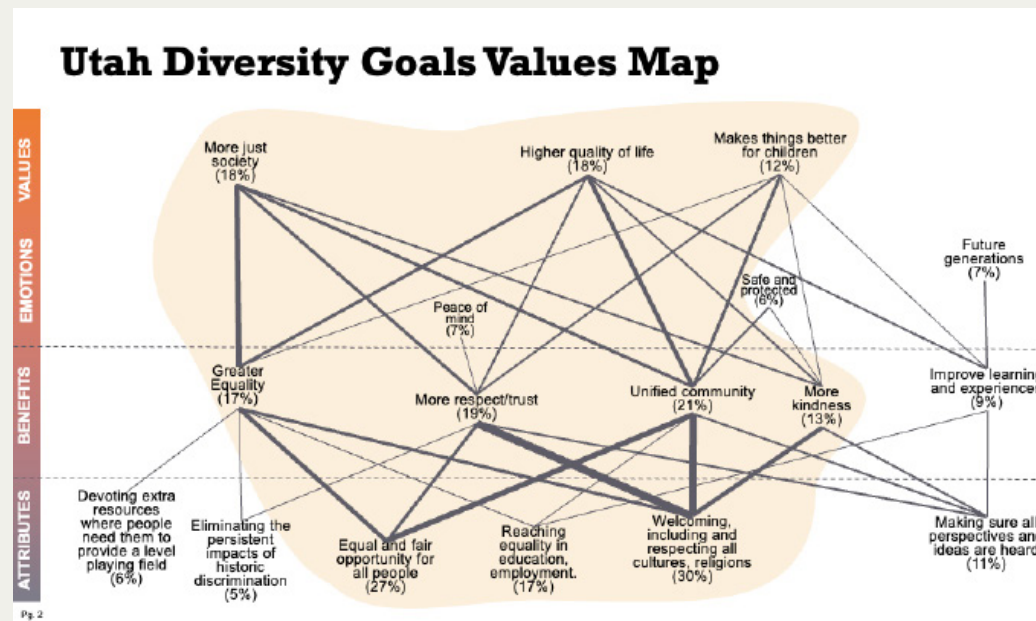 Utah Diversity Goals Values Map
VALUES
EMOTIONS
BENEFITS
ATTRIBUTES
More just
society
(18%)
Higher quality of life
(18%)
Makes things better
for children
(12%)
Future
generations
(7%)
Safe and
protected
(6%)
Peace of
mind
(7%)
Greater
Equality
(17%)
More respect/trust
(19%)
Unified community
(21%)
More
kindness
(13%)
Improve learning
and experience
(9%)
Devoting extra
resources
where people
need them to
provide a level
playing field
(6%)
Eliminating the
persistent
impacts of
historic
discrimination
(5%)
Equal and fair
opportunity for
all people
(27%)
Reaching
equality in
education,
employment.
(17%)
Welcoming,
including and
respecting all
cultures, religions
(30%)
Making sure all
perspectives and
ideas are heard
(11%)
Pg. 2